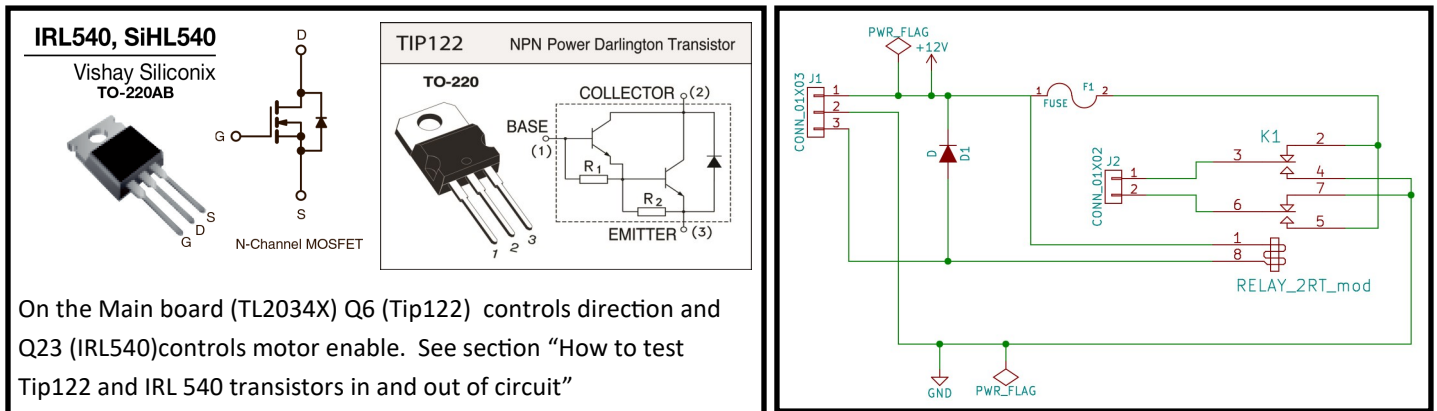 IRL540, SiHL540
Vishay Siliconix
TO-220AB
D
G
S
S
D
G
N-Channel MOSFET
TIP122 NPN Power Darlington Transistor
TO-220
1
2
3
COLLECTOR (2)
BASE
(1)
R1
R2
EMITTER (3)
On the Main board (TL2034X) Q6 (Tip122)  controls direction and
Q23 (IRL540)controls motor enable.  See section “How to test
Tip122 and IRL 540 transistors in and out of circuit”
PWR_FLAG
+12V
J1
CONN_01X03
1
2
3
1 F1 2
FUSE
D D1
K1
2
3
4
7
6
5
1
8
J2
CONN_01X02
1
2
RELAY_2RT_mod
GND
PWR_FLAG